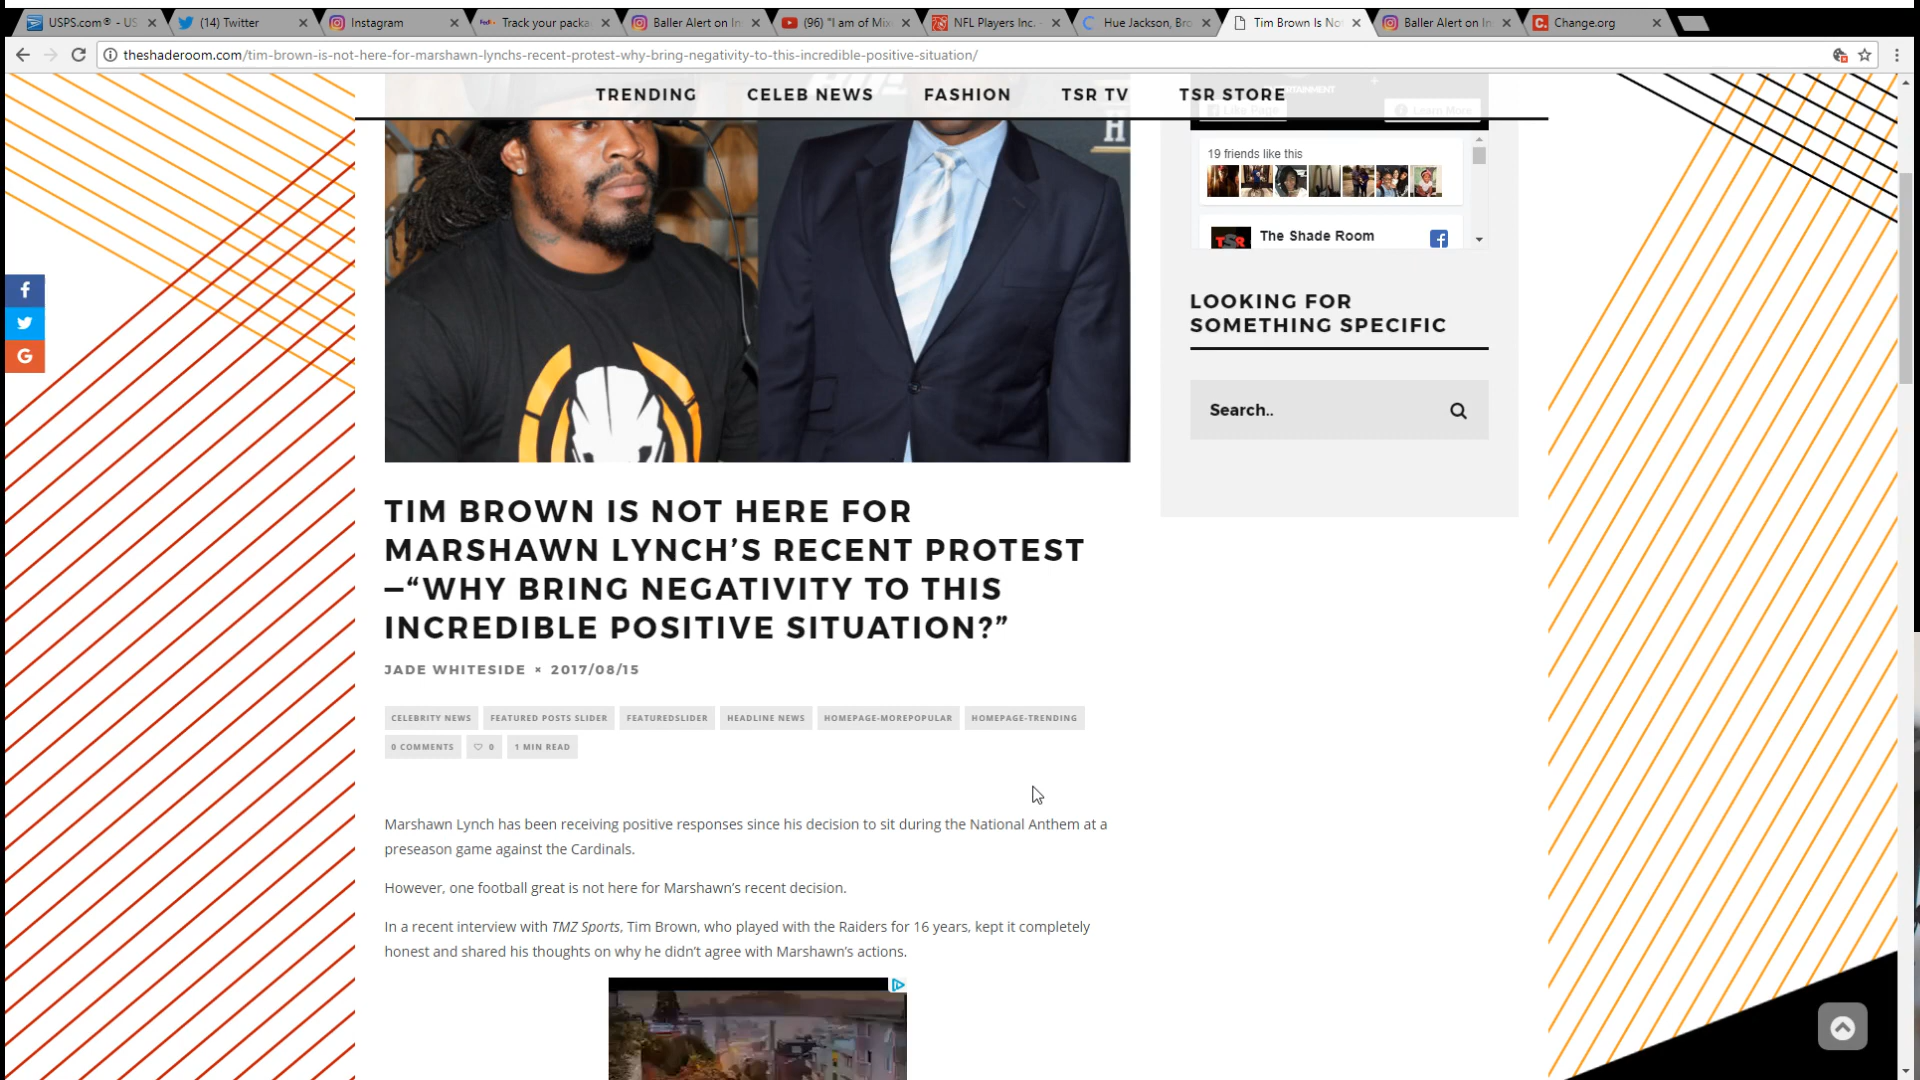 USPS.com® - US
(14) Twitter
Instagram
Track your packa
Baller Alert on In
(96) "I am of Mix
NFL Players Inc. -
Hue Jackson, Bro
Tim Brown Is No
Baller Alert on In
Change.org
theshaderoom.com/tim-brown-is-not-here-for-marshawn-lynchs-recent-protest-why-bring-negativity-to-this-incredible-positive-situation/
TRENDING CELEB NEWS FASHION TSR TV TSR STORE
Like Page Learn More
19 friends like this
TSR The Shade Room
LOOKING FOR
SOMETHING SPECIFIC
Search..
TIM BROWN IS NOT HERE FOR
MARSHAWN LYNCH’S RECENT PROTEST
—“WHY BRING NEGATIVITY TO THIS
INCREDIBLE POSITIVE SITUATION?”
JADE WHITESIDE × 2017/08/15
CELEBRITY NEWS FEATURED POSTS SLIDER FEATUREDSLIDER HEADLINE NEWS HOMEPAGE-MOREPOPULAR HOMEPAGE-TRENDING
0 COMMENTS 0 1 MIN READ
Marshawn Lynch has been receiving positive responses since his decision to sit during the National Anthem at a
preseason game against the Cardinals.
However, one football great is not here for Marshawn’s recent decision.
In a recent interview with TMZ Sports, Tim Brown, who played with the Raiders for 16 years, kept it completely
honest and shared his thoughts on why he didn’t agree with Marshawn’s actions.